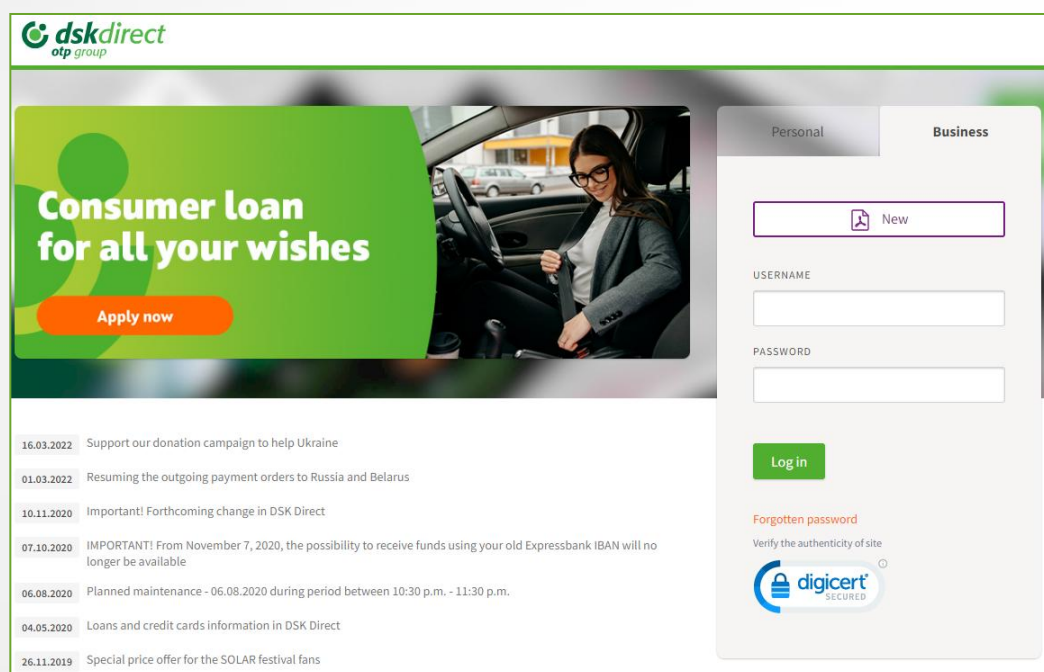 dskdirect
otp group
Consumer loan
for all your wishes
Apply now
Personal
Business
New
USERNAME
PASSWORD
Log in
Forgotten password
Verify the authenticity of site
digicert
SECURED
16.03.2022 Support our donation campaign to help Ukraine
01.03.2022 Resuming the outgoing payment orders to Russia and Belarus
10.11.2020 Important! Forthcoming change in DSK Direct
07.10.2020 IMPORTANT! From November 7, 2020, the possibility to receive funds using your old Expressbank IBAN will no
longer be available
06.08.2020 Planned maintenance - 06.08.2020 during period between 10:30 p.m. - 11:30 p.m.
04.05.2020 Loans and credit cards information in DSK Direct
26.11.2019 Special price offer for the SOLAR festival fans